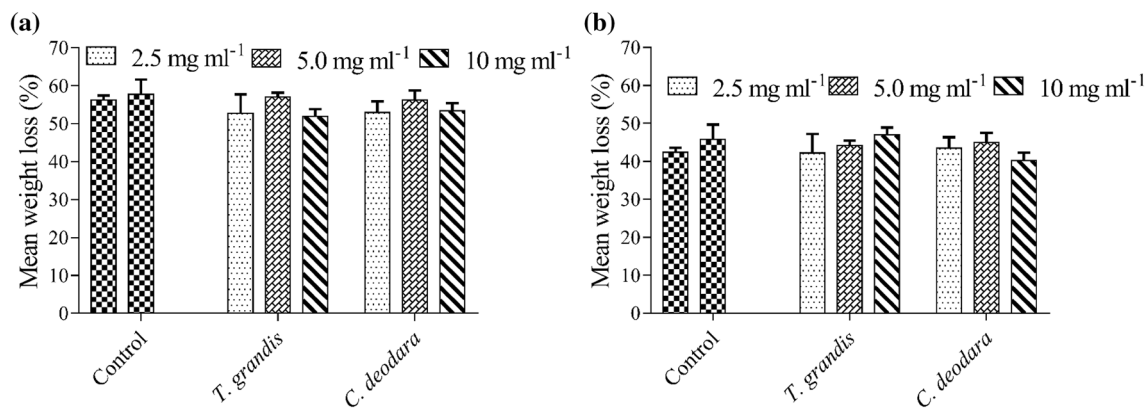 (a)
70
60
50
40
30
20
10
0
Mean weight loss (%)
2.5 mg ml⁻¹
5.0 mg ml⁻¹
10 mg ml⁻¹
Control
T. grandis
C. deodara
(b)
70
60
50
40
30
20
10
0
Mean weight loss (%)
2.5 mg ml⁻¹
5.0 mg ml⁻¹
10 mg ml⁻¹
Control
T. grandis
C. deodara